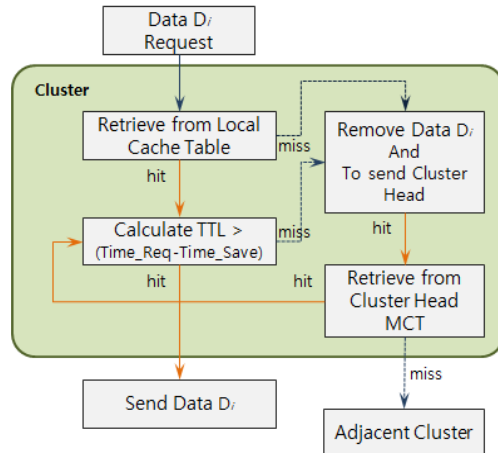 Data Di
Request
Cluster
Retrieve from Local
Cache Table
miss
Remove Data Di
And
To send Cluster
Head
hit
Calculate TTL >
(Time_Req-Time_Save)
miss
hit
hit
hit
Retrieve from
Cluster Head
MCT
miss
Send Data Di
Adjacent Cluster